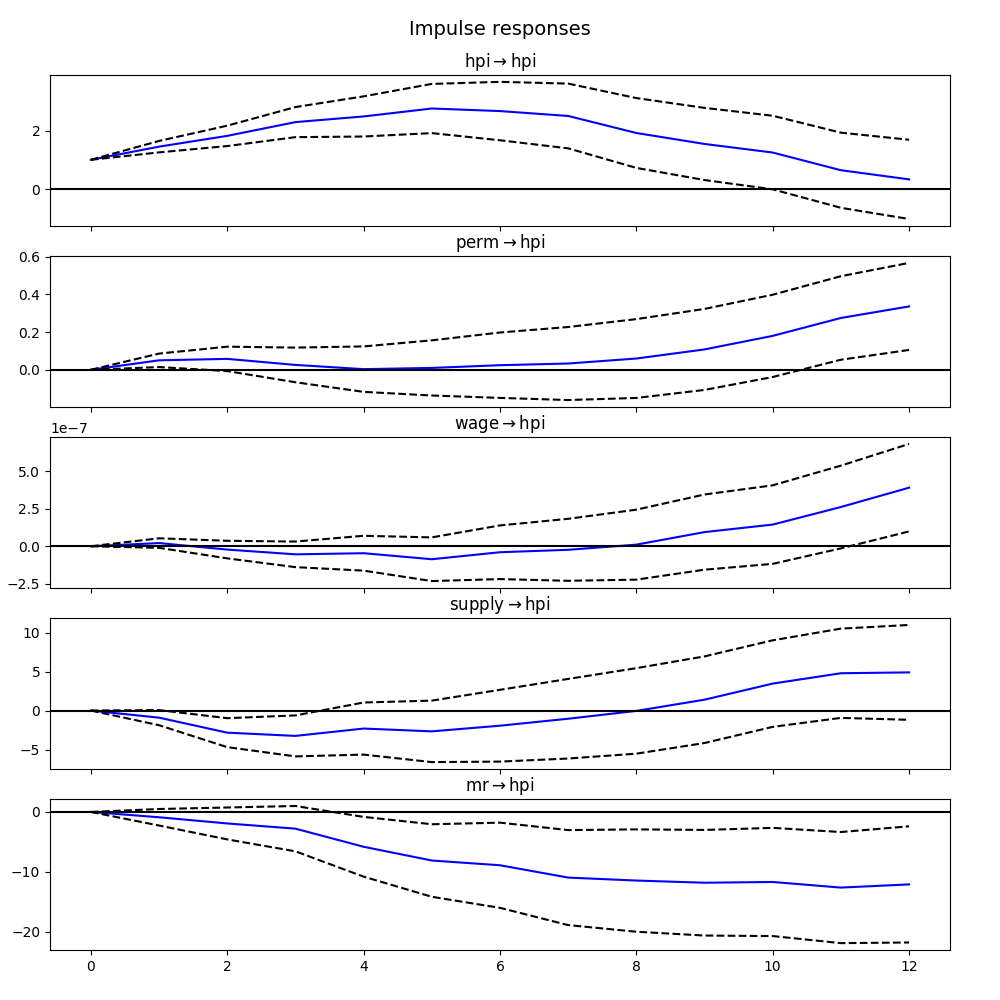 Impulse responses
hpi → hpi
2
0
perm → hpi
0.6
0.4
0.2
0.0
wage → hpi
1e−7
5.0
2.5
0.0
−2.5
supply → hpi
10
5
0
−5
mr → hpi
0
−10
−20
0 2 4 6 8 10 12